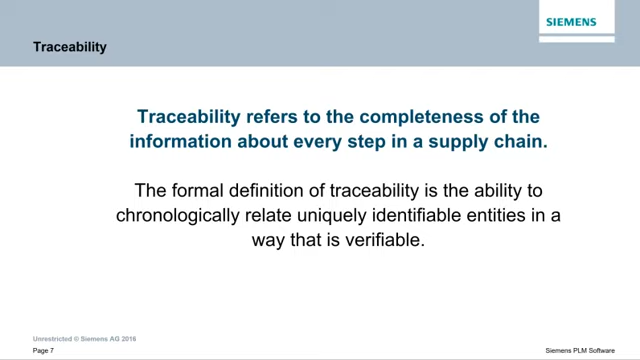 SIEMENS
Traceability
Traceability refers to the completeness of the
information about every step in a supply chain.
The formal definition of traceability is the ability to
chronologically relate uniquely identifiable entities in a
way that is verifiable.
Unrestricted © Siemens AG 2016
Page 7
Siemens PLM Software